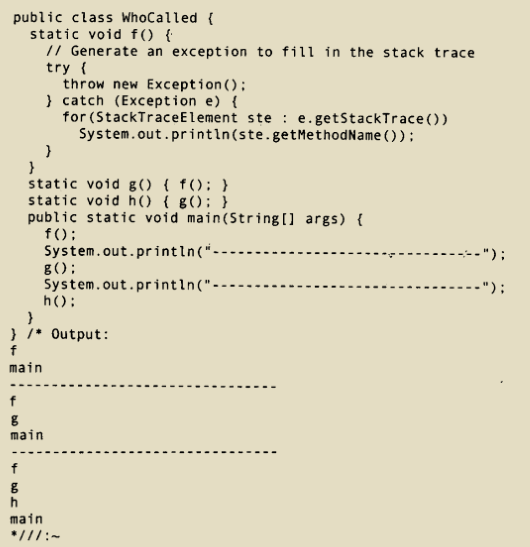 public class WhoCalled {
  static void f() {
    // Generate an exception to fill in the stack trace
    try {
      throw new Exception();
    } catch (Exception e) {
      for(StackTraceElement ste : e.getStackTrace())
        System.out.println(ste.getMethodName());
    }
  }
  static void g() { f(); }
  static void h() { g(); }
  public static void main(String[] args) {
    f();
    System.out.println("--------------------------------");
    g();
    System.out.println("--------------------------------");
    h();
  }
} /* Output:
f
main
--------------------------------
f
g
main
--------------------------------
f
g
h
main
*///:~